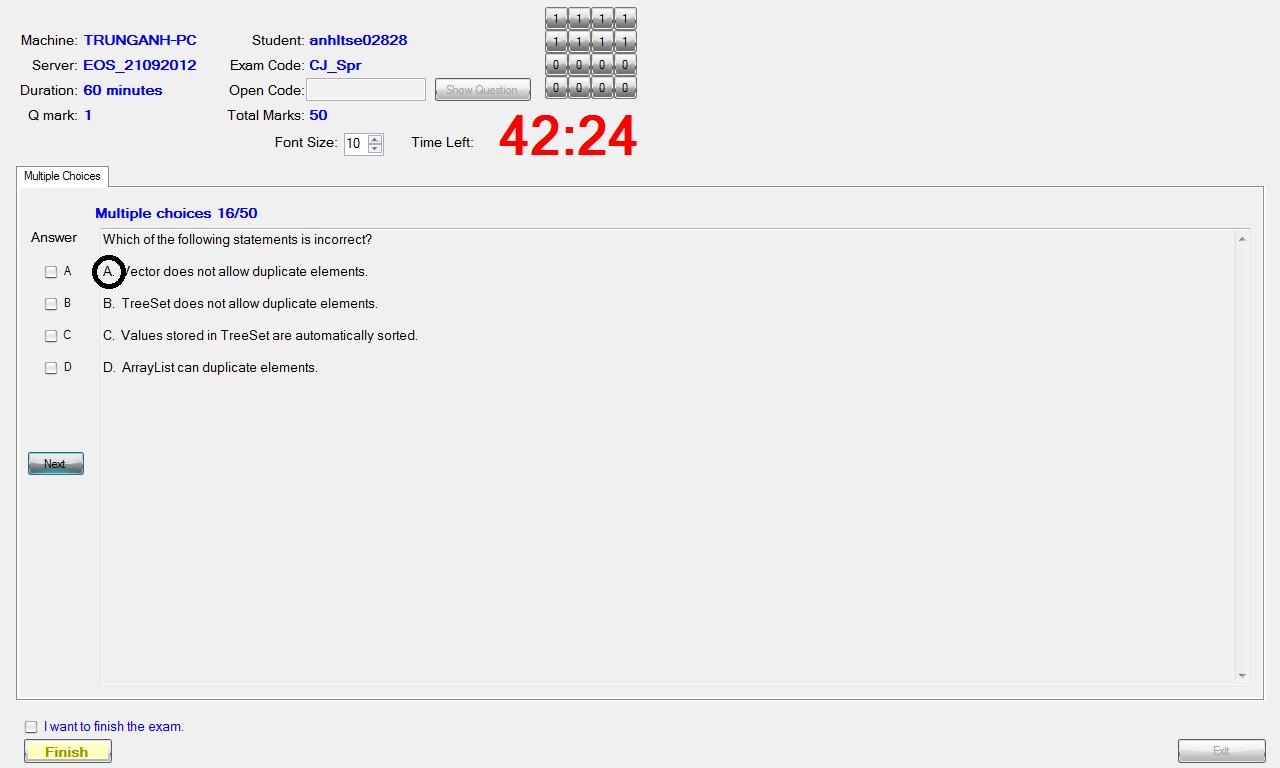 1 1 1 1
Machine: TRUNGANH-PC Student: anhltse02828
1 1 1 1
Server: EOS_21092012 Exam Code: CJ_Spr
0 0 0 0
Duration: 60 minutes Open Code: Show Question
0 0 0 0
Q mark: 1 Total Marks: 50
Font Size: 10 Time Left: 42:24
Multiple Choices
Multiple choices 16/50
Answer
Which of the following statements is incorrect?
A A. Vector does not allow duplicate elements.
B B. TreeSet does not allow duplicate elements.
C C. Values stored in TreeSet are automatically sorted.
D D. ArrayList can duplicate elements.
Next
I want to finish the exam.
Finish Exit